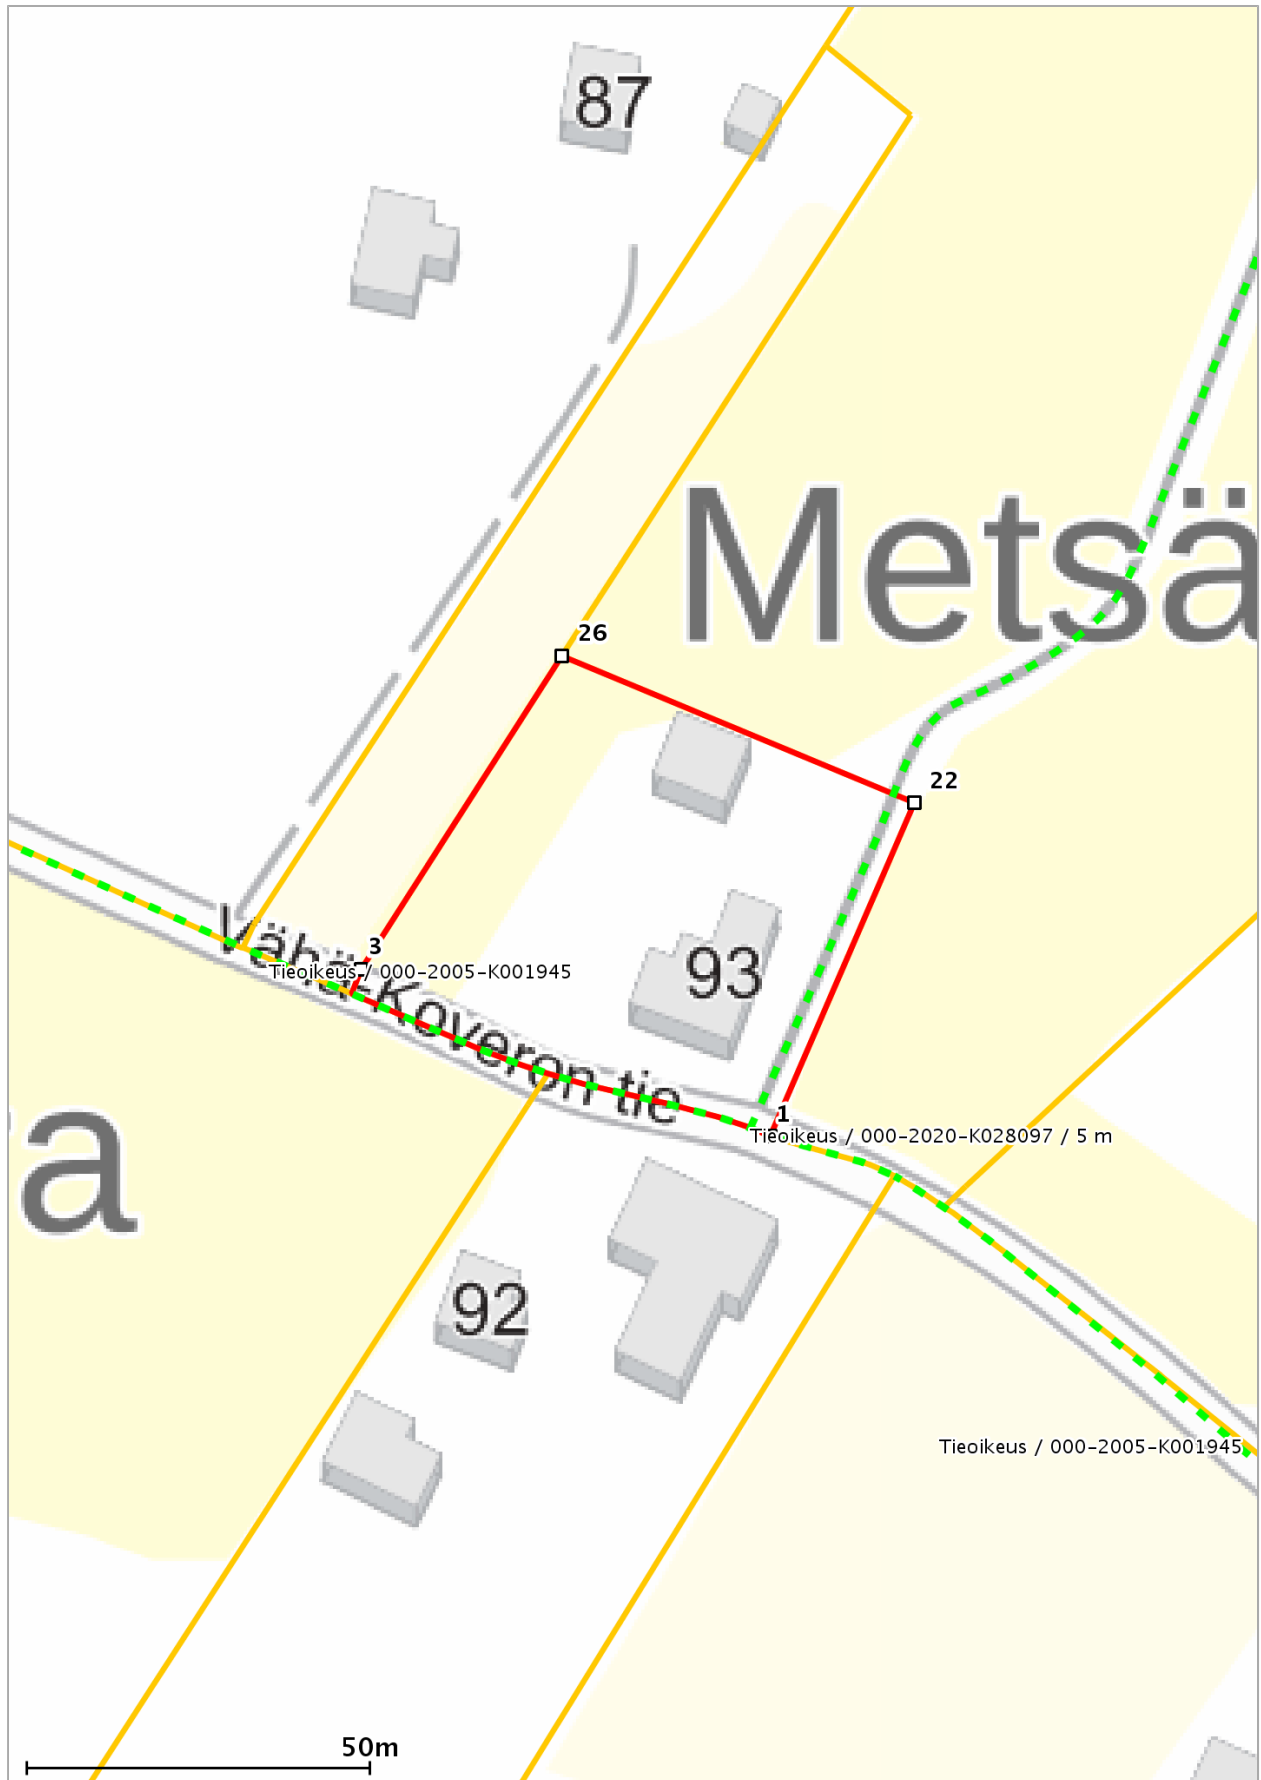 87
Metsä
26
22
3
Tieoikeus / 000-2005-K001945
Vähä-Koveron tie
93
1
Tieoikeus / 000-2020-K028097 / 5 m
a
92
Tieoikeus / 000-2005-K001945
50m